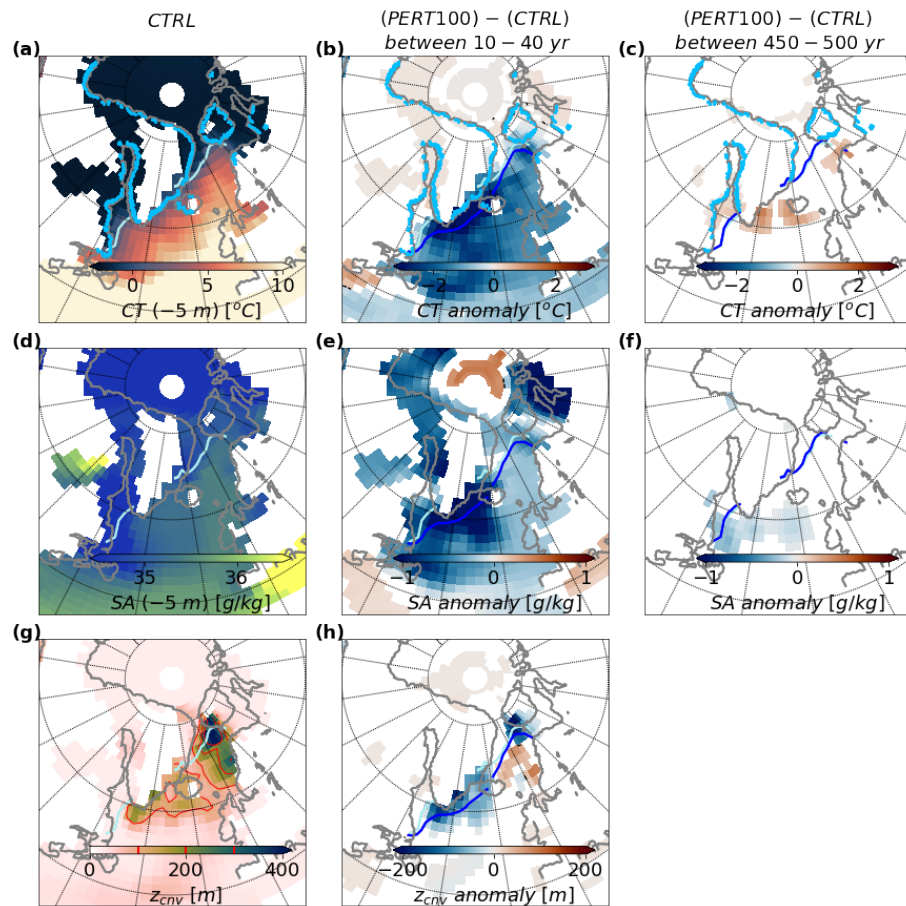 CTRL
(PERT100) − (CTRL)
between 10 − 40 yr
(PERT100) − (CTRL)
between 450 − 500 yr
(a)
(b)
(c)
0 5 10
CT (−5 m) [°C]
−2 0 2
CT anomaly [°C]
−2 0 2
CT anomaly [°C]
(d)
(e)
(f)
35 36
SA (−5 m) [g/kg]
−1 0 1
SA anomaly [g/kg]
−1 0 1
SA anomaly [g/kg]
(g)
(h)
0 200 400
z_cnv [m]
−290 0 200
z_cnv anomaly [m]